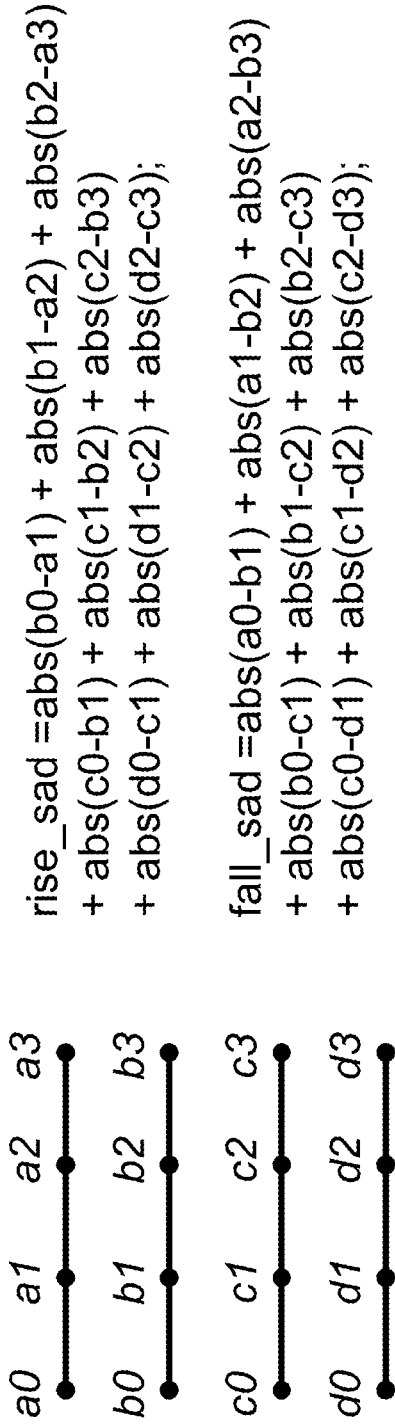 a0 a1 a2 a3
b0 b1 b2 b3
c0 c1 c2 c3
d0 d1 d2 d3
rise_sad =abs(b0-a1) + abs(b1-a2) + abs(b2-a3)
+ abs(c0-b1) + abs(c1-b2) + abs(c2-b3)
+ abs(d0-c1) + abs(d1-c2) + abs(d2-c3);
fall_sad =abs(a0-b1) + abs(a1-b2) + abs(a2-b3)
+ abs(b0-c1) + abs(b1-c2) + abs(b2-c3)
+ abs(c0-d1) + abs(c1-d2) + abs(c2-d3);